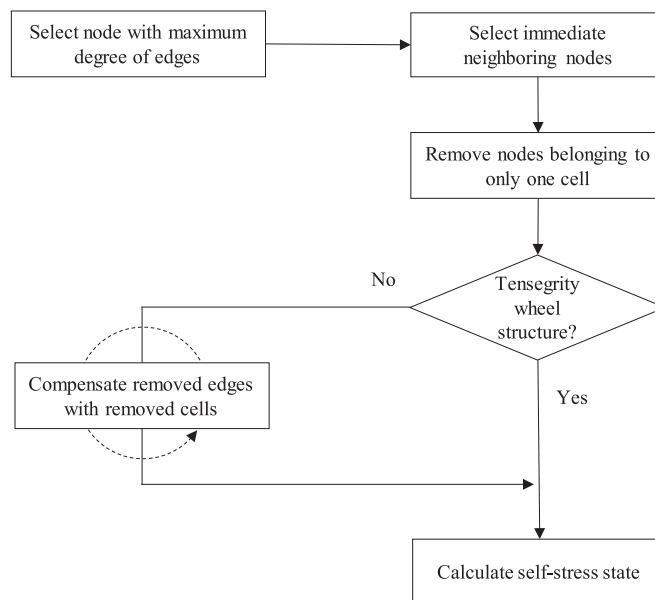 Select node with maximum
degree of edges
Select immediate
neighboring nodes
Remove nodes belonging to
only one cell
Tensegrity
wheel
structure?
No
Yes
Compensate removed edges
with removed cells
Calculate self-stress state